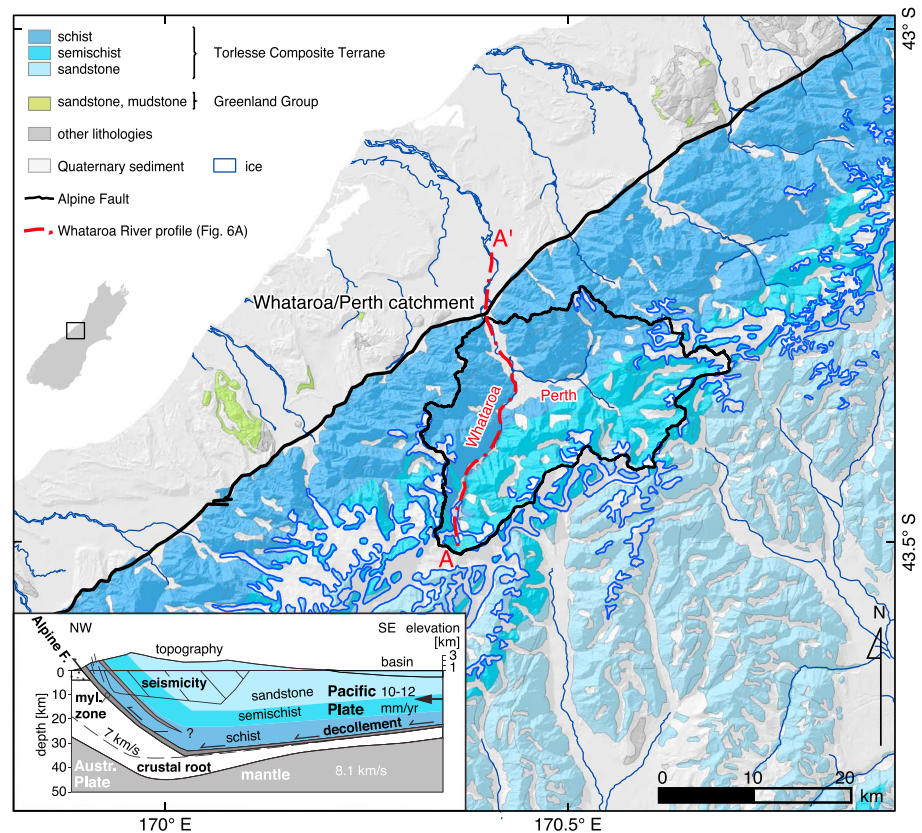 schist
semischist
sandstone
Torlesse Composite Terrane
sandstone, mudstone
Greenland Group
other lithologies
Quaternary sediment
ice
Alpine Fault
Whataroa River profile (Fig. 6A)
43° S
A'
Whataroa/Perth catchment
Perth
Whataroa
A
43.5° S
N
Alpine F.
NW
SE
elevation
[km]
topography
basin
3
1
0
10
20
30
40
50
depth [km]
seismicity
myl.
zone
sandstone
semischist
schist
Pacific
Plate
10-12
mm/yr
decollement
?
7 km/s
crustal root
Austr.
Plate
mantle
8.1 km/s
0 10 20
km
170° E
170.5° E